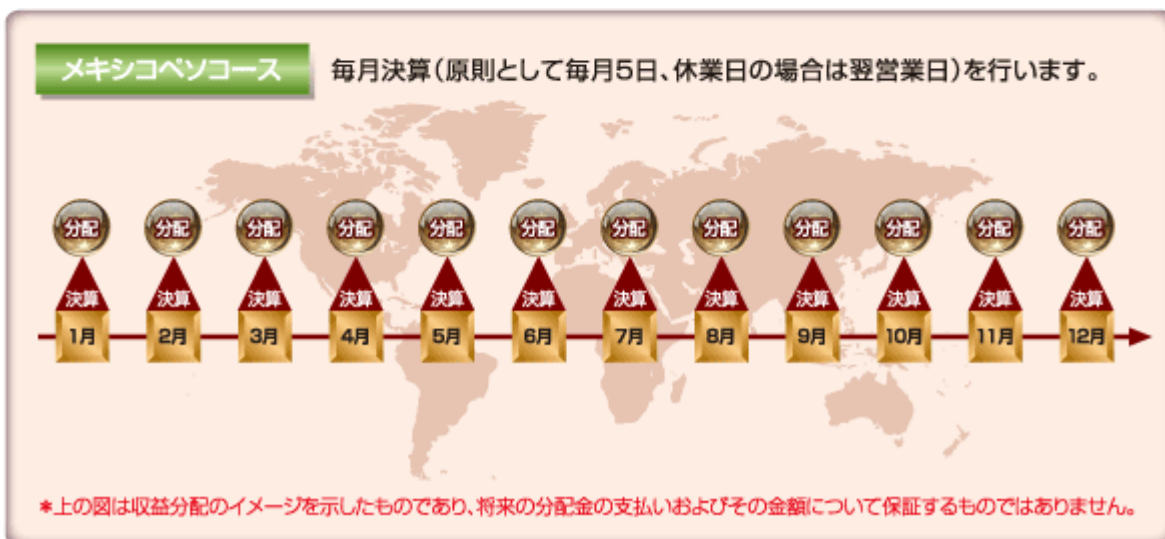 メキシコペソコース 毎月決算(原則として毎月5日、休業日の場合は翌営業日)を行います。
分配 分配 分配 分配 分配 分配 分配 分配 分配 分配 分配 分配
決算 決算 決算 決算 決算 決算 決算 決算 決算 決算 決算 決算
1月 2月 3月 4月 5月 6月 7月 8月 9月 10月 11月 12月
*上の図は収益分配のイメージを示したものであり、将来の分配金の支払いおよびその金額について保証するものではありません。